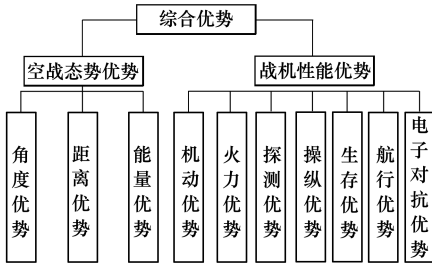 综合优势
空战态势优势
战机性能优势
角度优势
距离优势
能量优势
机动优势
火力优势
探测优势
操纵优势
生存优势
航行优势
电子对抗优势